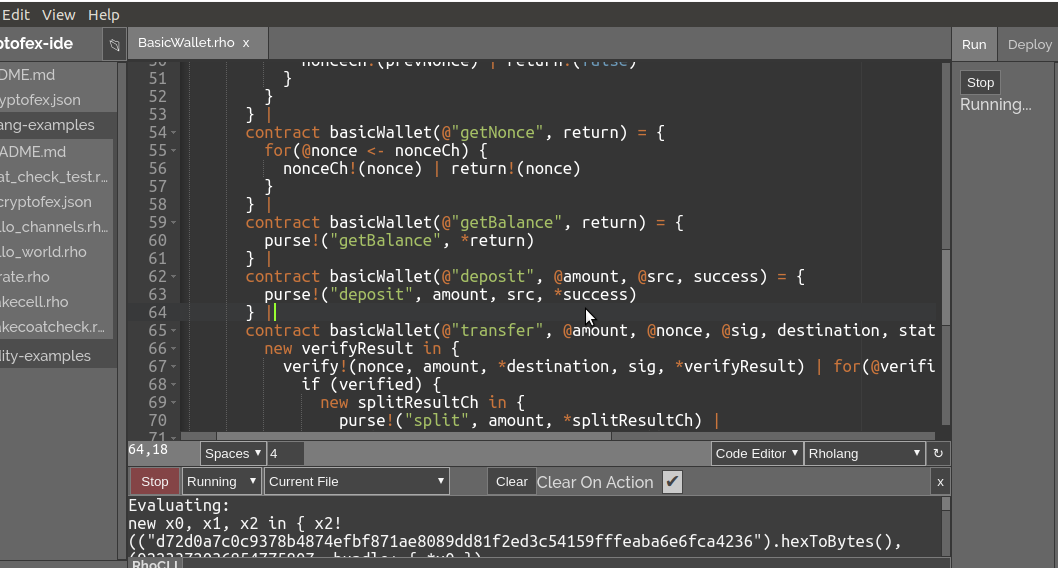 Edit View Help
ptofex-ide
BasicWallet.rho x
Run Deploy
DME.md
yptofex.json
ang-examples
ADME.md
at_check_test.r...
cryptofex.json
llo_channels.rh...
llo_world.rho
rate.rho
akecell.rho
akecoatcheck.r...
dity-examples
50 nonceCh!(prevNonce) | return!(false)
51 }
52 }
53 } |
54 contract basicWallet(@"getNonce", return) = {
55 for(@nonce <- nonceCh) {
56 nonceCh!(nonce) | return!(nonce)
57 }
58 } |
59 contract basicWallet(@"getBalance", return) = {
60 purse!("getBalance", *return)
61 } |
62 contract basicWallet(@"deposit", @amount, @src, success) = {
63 purse!("deposit", amount, src, *success)
64 } |
65 contract basicWallet(@"transfer", @amount, @nonce, @sig, destination, stat
66 new verifyResult in {
67 verify!(nonce, amount, *destination, sig, *verifyResult) | for(@verifi
68 if (verified) {
69 new splitResultCh in {
70 purse!("split", amount, *splitResultCh) |
71
Stop
Running...
64,18
Spaces 4 Code Editor Rholang ↻
Stop Running Current File Clear Clear On Action ✔ x
Evaluating:
new x0, x1, x2 in { x2!
(("d72d0a7c0c9378b4874efbf871ae8089dd81f2ed3c54159fffeaba6e6fca4236").hexToBytes(),
RhoCLI